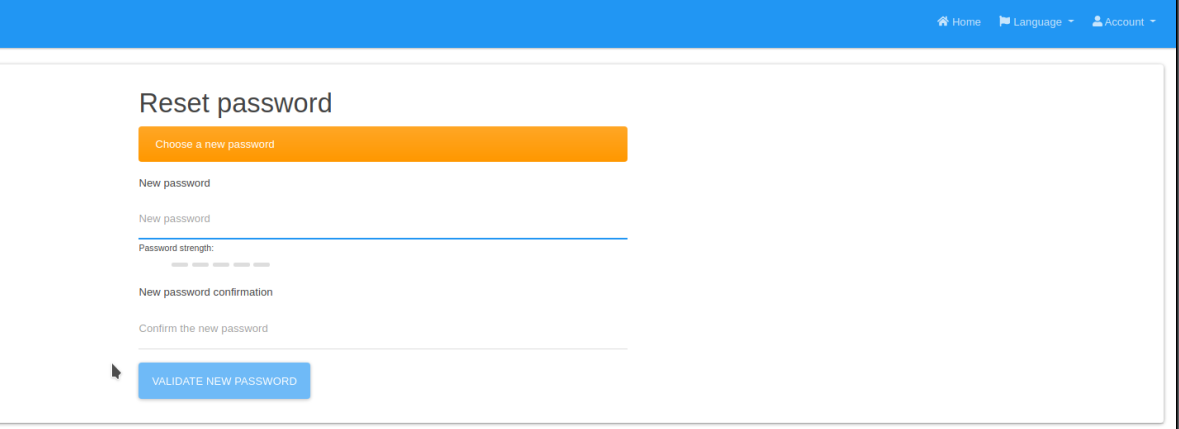 Home Language Account
Reset password
Choose a new password
New password
New password
Password strength:
New password confirmation
Confirm the new password
VALIDATE NEW PASSWORD